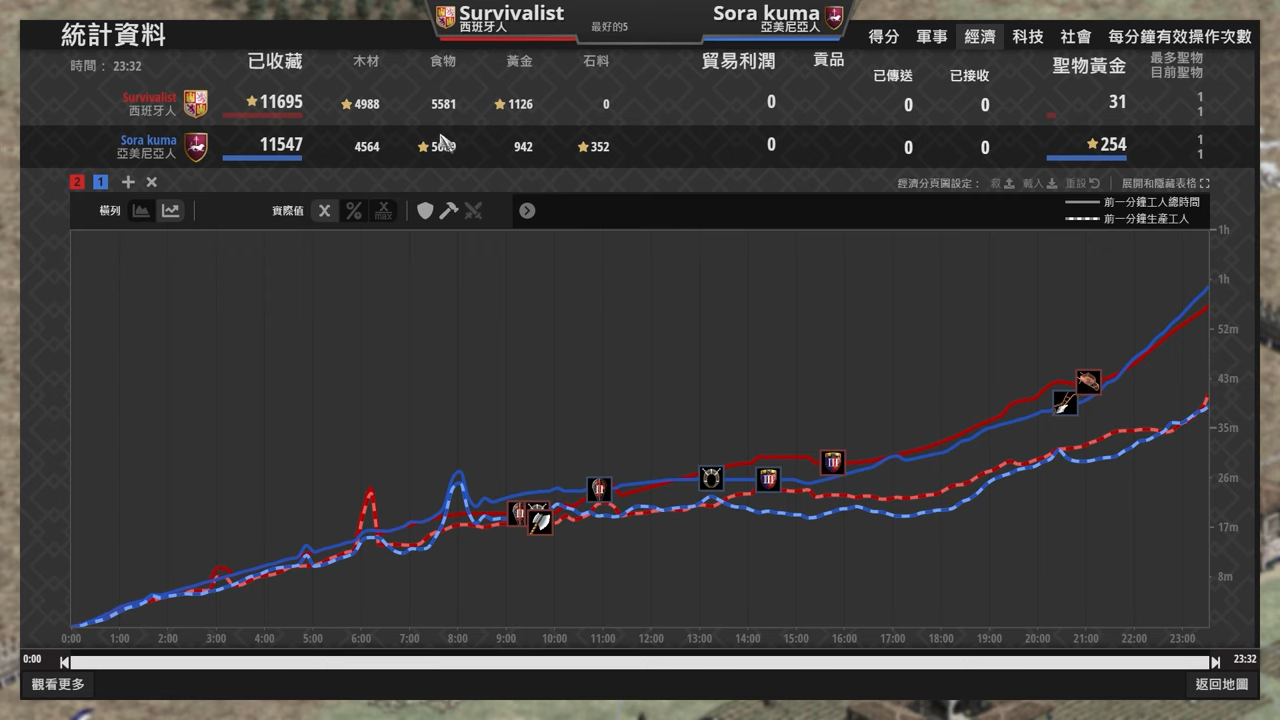 Survivalist
西班牙人
最好的5
Sora kuma
亞美尼亞人
統計資料
得分 軍事 經濟 科技 社會 每分鐘有效操作次數
時間： 23:32
已收藏 木材 食物 黃金 石料 貿易利潤 貢品 已傳送 已接收 聖物黃金 最多聖物
目前聖物
Survivalist
西班牙人
11695 4988 5581 1126 0 0 0 0 31 1
1
Sora kuma
亞美尼亞人
11547 4564 942 352 0 0 0 254 1
1
2 1
經濟分頁圖設定： 載入 重設 展開和隱藏表格
橫列 實際值 X % X max
前一分鐘工人總時間
前一分鐘生產工人
1h
1h
52m
43m
35m
26m
17m
8m
II
II
III
III
0:00 1:00 2:00 3:00 4:00 5:00 6:00 7:00 8:00 9:00 10:00 11:00 12:00 13:00 14:00 15:00 16:00 17:00 18:00 19:00 20:00 21:00 22:00 23:00
0:00 23:32
觀看更多 返回地圖